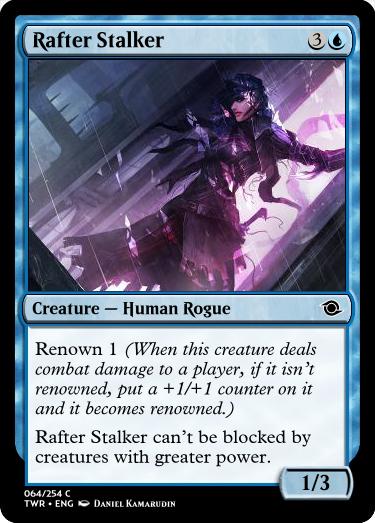 Rafter Stalker 3
Creature — Human Rogue
Renown 1 (When this creature deals
combat damage to a player, if it isn't
renowned, put a +1/+1 counter on it
and it becomes renowned.)
Rafter Stalker can't be blocked by
creatures with greater power.
1/3
064/254 C
TWR • ENG Daniel Kamarudin